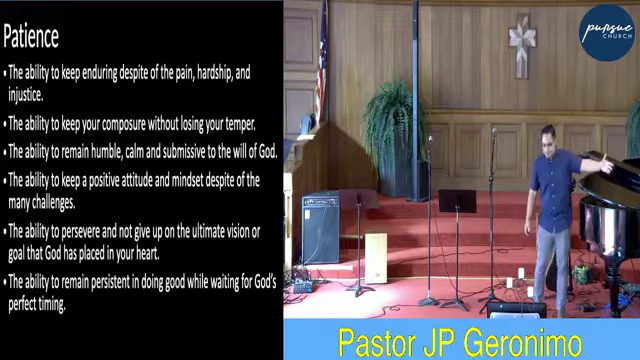 Patience
• The ability to keep enduring despite of the pain, hardship, and
injustice.
• The ability to keep your composure without losing your temper.
• The ability to remain humble, calm and submissive to the will of God.
• The ability to keep a positive attitude and mindset despite of the
many challenges.
• The ability to persevere and not give up on the ultimate vision or
goal that God has placed in your heart.
• The ability to remain persistent in doing good while waiting for God's
perfect timing.
pursue
CHURCH
Pastor JP Geronimo